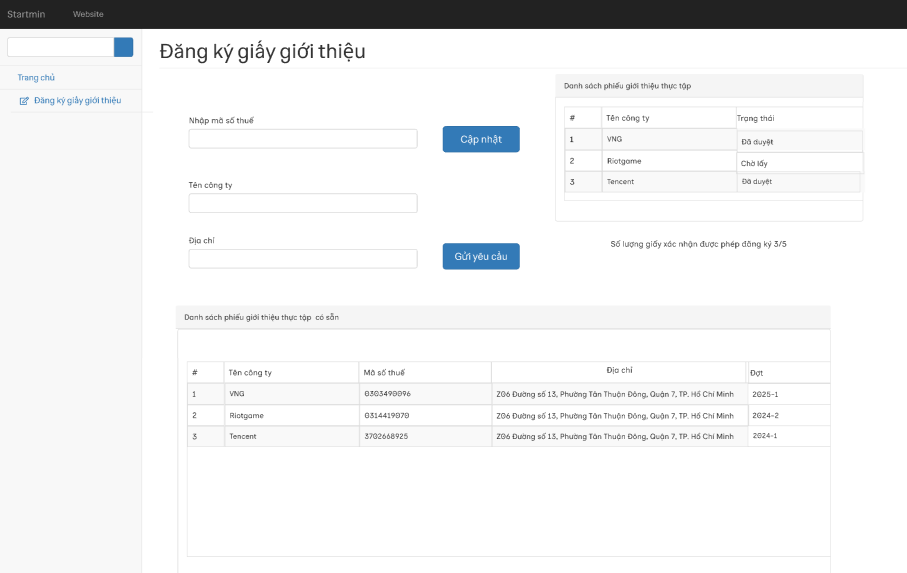 Startmin Website
Đăng ký giấy giới thiệu
Trang chủ
Đăng ký giấy giới thiệu
Nhập mã số thuế
Cập nhật
Tên công ty
Địa chỉ
Gửi yêu cầu
Danh sách phiếu giới thiệu thực tập
# Tên công ty Trạng thái
1 VNG Đã duyệt
2 Riotgame Chờ lấy
3 Tencent Đã duyệt
Số lượng giấy xác nhận được phép đăng ký 3/5
Danh sách phiếu giới thiệu thực tập có sẵn
# Tên công ty Mã số thuế Địa chỉ Đợt
1 VNG 0303490096 Z06 Đường số 13, Phường Tân Thuận Đông, Quận 7, TP. Hồ Chí Minh 2025-1
2 Riotgame 0314419070 Z06 Đường số 13, Phường Tân Thuận Đông, Quận 7, TP. Hồ Chí Minh 2024-2
3 Tencent 3702668925 Z06 Đường số 13, Phường Tân Thuận Đông, Quận 7, TP. Hồ Chí Minh 2024-1